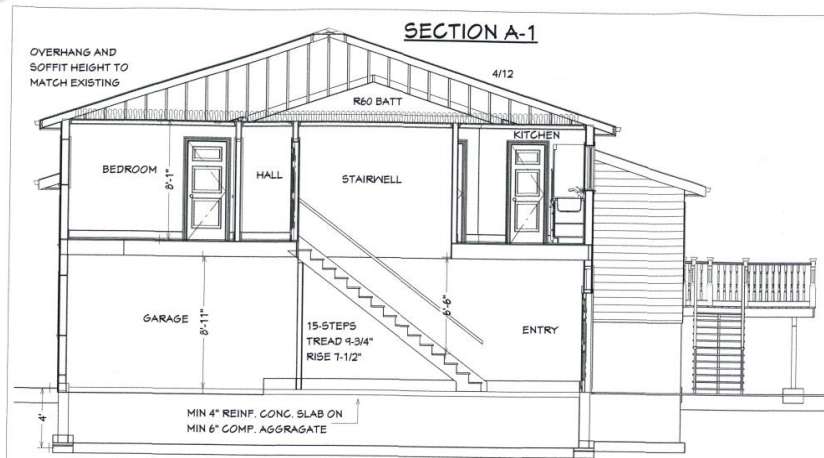 SECTION A-1
OVERHANG AND
SOFFIT HEIGHT TO
MATCH EXISTING
4/12
R60 BATT
KITCHEN
BEDROOM
8'-1"
HALL
STAIRWELL
GARAGE
8'-11"
15-STEPS
TREAD 9-3/4"
RISE 7-1/2"
6'-6"
ENTRY
4'
MIN 4" REINF. CONC. SLAB ON
MIN 6" COMP. AGGRAGATE